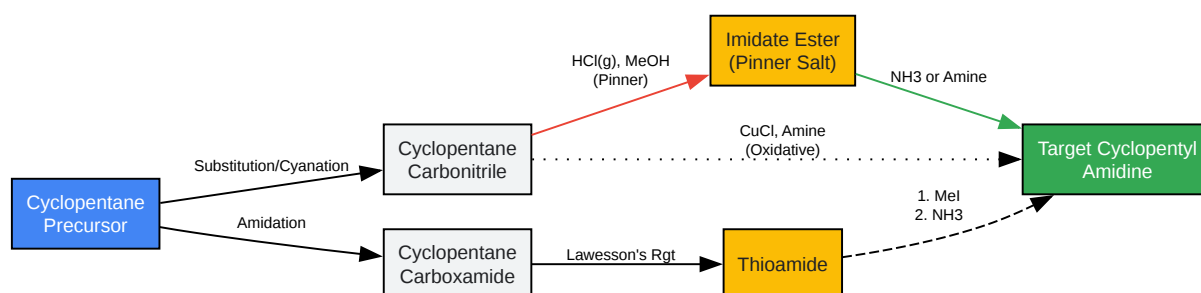 Cyclopentane
Precursor
Substitution/Cyanation
Amidation
Cyclopentane
Carbonitrile
Cyclopentane
Carboxamide
HCl(g), MeOH
(Pinner)
Imidate Ester
(Pinner Salt)
NH3 or Amine
CuCl, Amine
(Oxidative)
Lawesson's Rgt
Thioamide
1. MeI
2. NH3
Target Cyclopentyl
Amidine